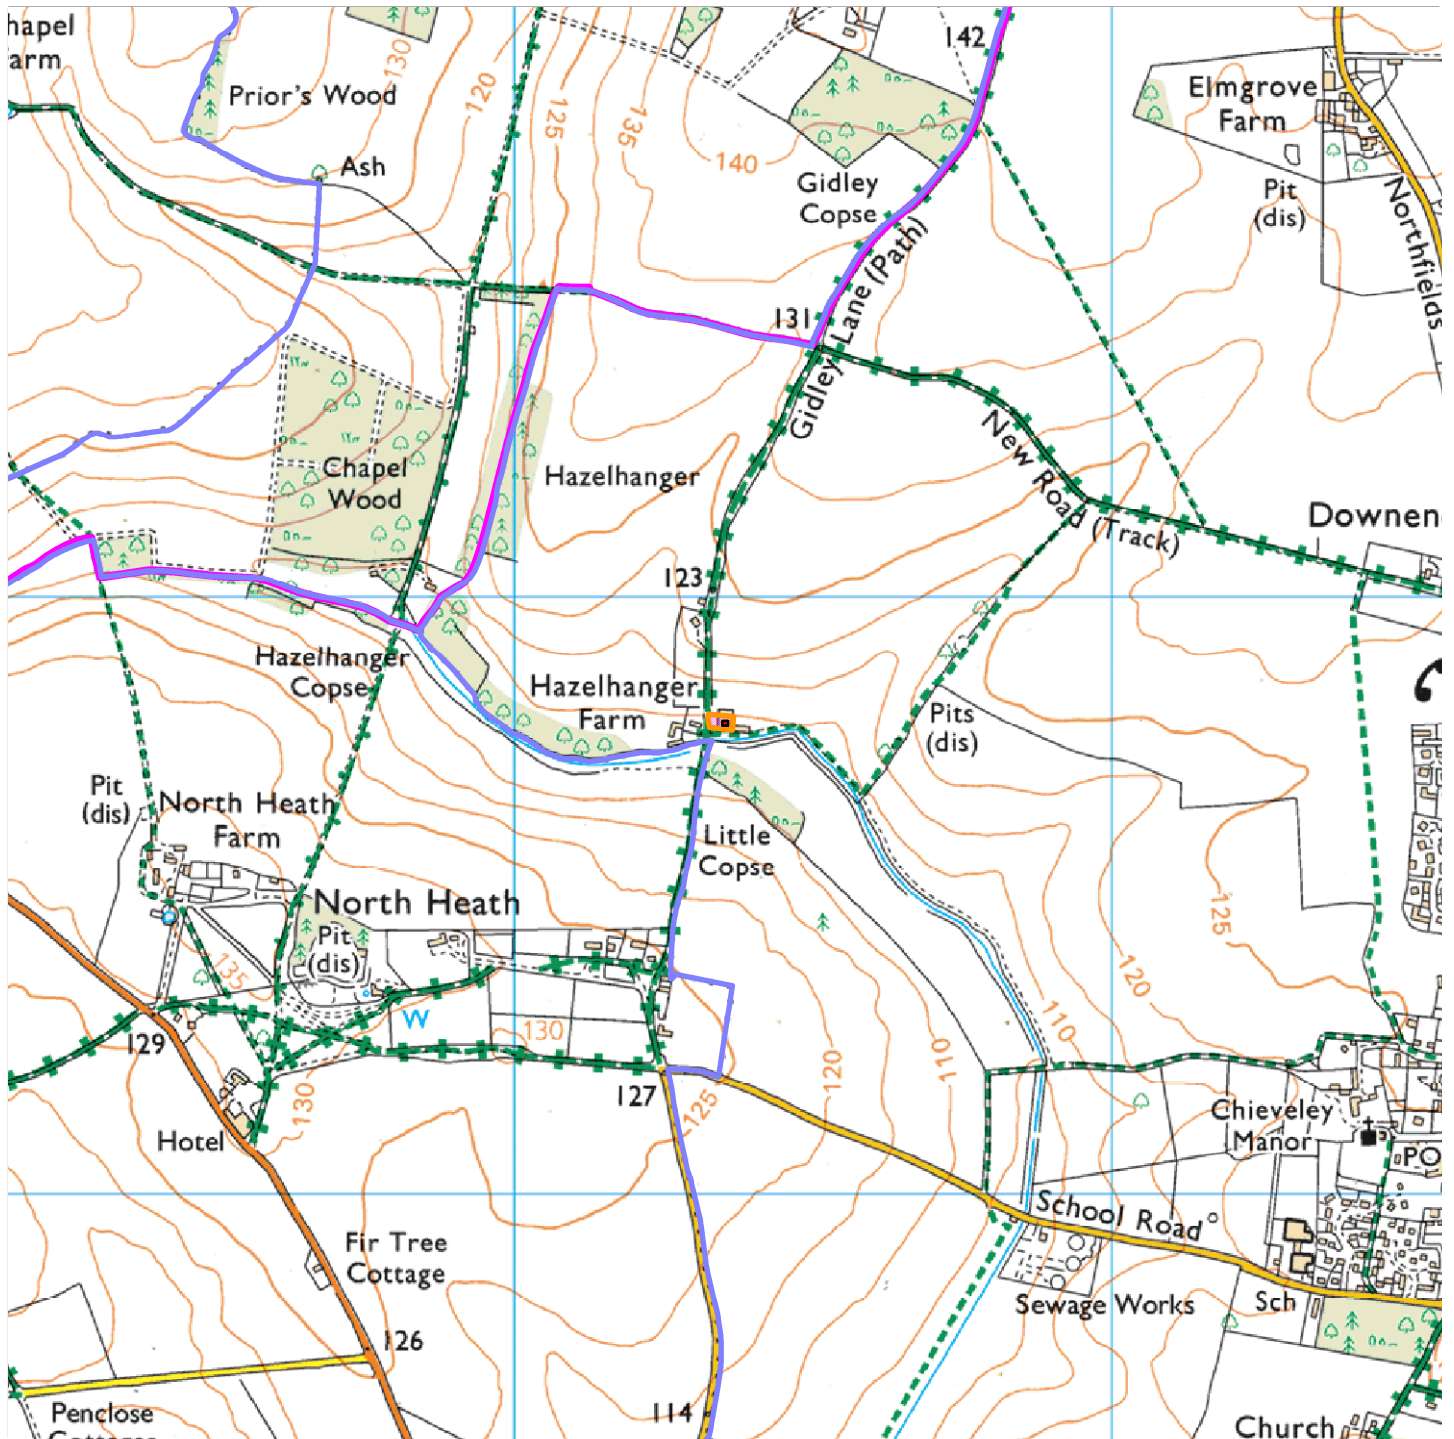 hapel
arm
Prior's Wood
130
120
125
135
140
142
Ash
Gidley
Copse
Elmgrove
Farm
Pit
(dis)
Northfields
131
Gidley Lane (Path)
New Road (Track)
Chapel
Wood
Hazelhanger
Downen
123
Hazelhanger
Copse
Hazelhanger
Farm
Pits
(dis)
Pit
(dis)
North Heath
Farm
Little
Copse
North Heath
Pit
(dis)
135
W
130
125
120
110
110
120
129
130
127
125
Hotel
Chieveley
Manor
PO
School Road
Fir Tree
Cottage
Sewage Works
Sch
126
114
Penclose
Cottages
Church